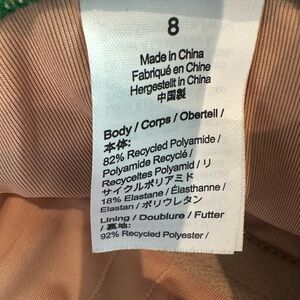 8
Made in China
Fabriqué en Chine
Hergestellt in China
中国製
Body / Corps / Oberteil /
本体:
82% Recycled Polyamide /
Polyamide Recyclé /
Recyceltes Polyamid / リ
サイクルポリアミド
18% Elastane / Élasthanne /
Elastan / ポリウレタン
Lining / Doublure / Futter
/ 裏地:
92% Recycled Polyester /